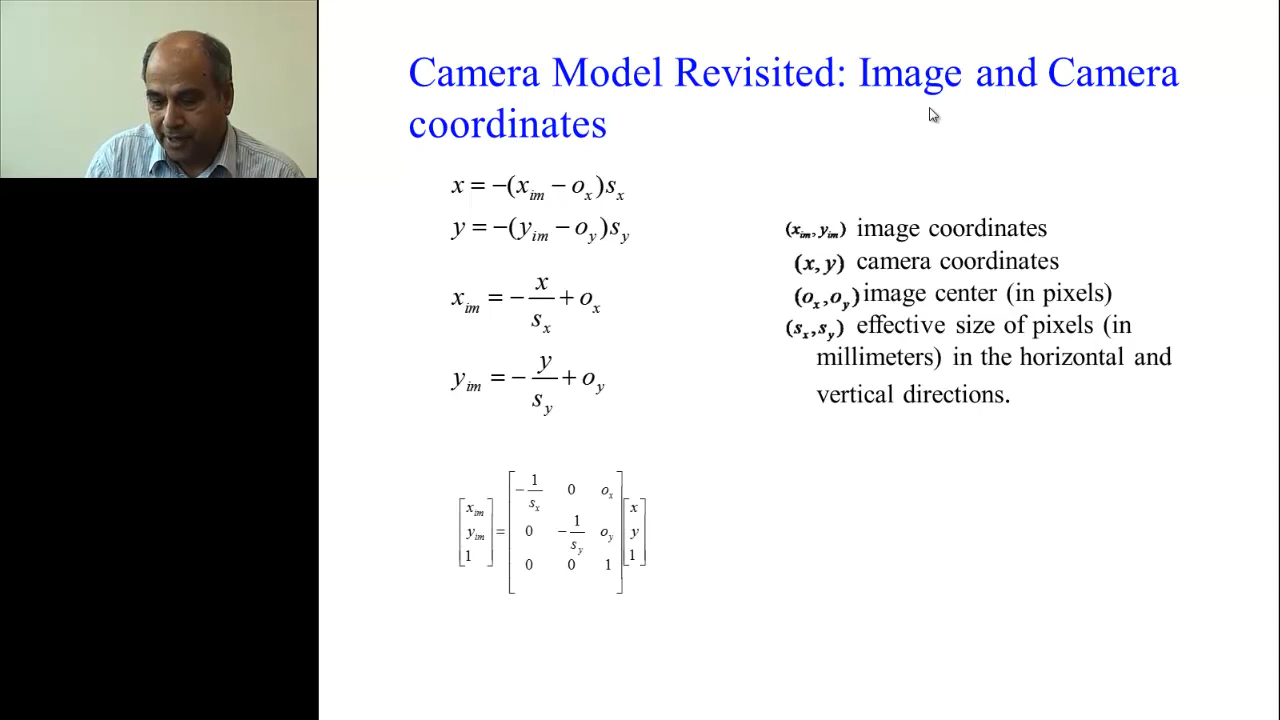 Camera Model Revisited: Image and Camera
coordinates
x = −(x_im − o_x)s_x
y = −(y_im − o_y)s_y
x_im = − x/s_x + o_x
y_im = − y/s_y + o_y
(x_im, y_im) image coordinates
(x, y) camera coordinates
(o_x, o_y) image center (in pixels)
(s_x, s_y) effective size of pixels (in
millimeters) in the horizontal and
vertical directions.
[x_im; y_im; 1] = [−1/s_x 0 o_x; 0 −1/s_y o_y; 0 0 1] [x; y; 1]